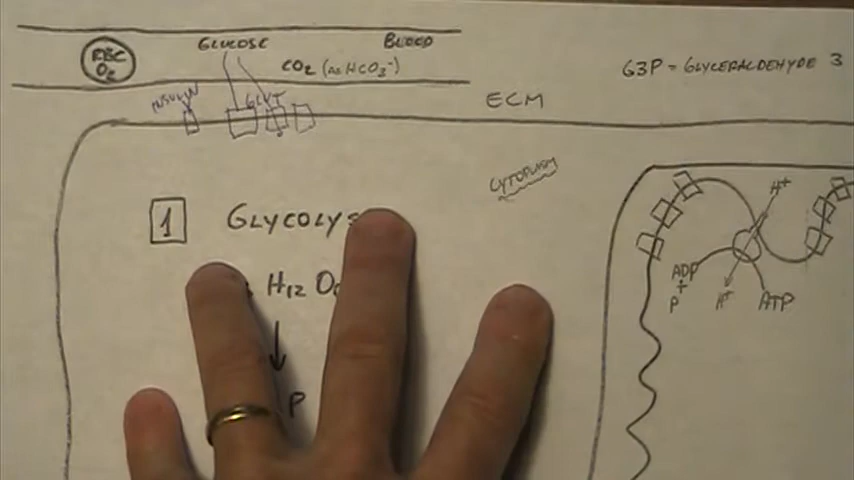 RBC
O2
GLUCOSE
BLOOD
CO2 (AS HCO3-)
G3P = GLYCERALDEHYDE 3
INSULIN
GLUT
ECM
CYTOPLASM
1 GLYCOLYS
H12 O
P
H+
ADP
+
P
H+
ATP